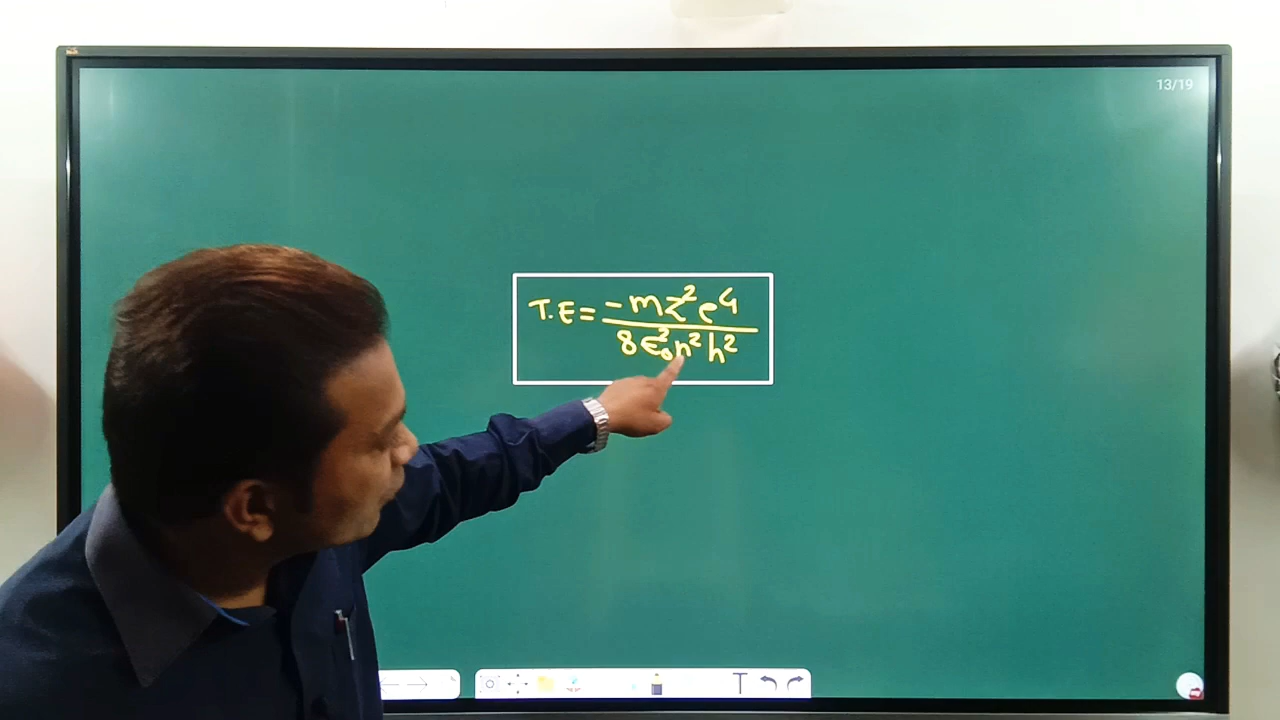 13/19
T.E = -mz²e⁴ / 8ε₀²n²h²
T